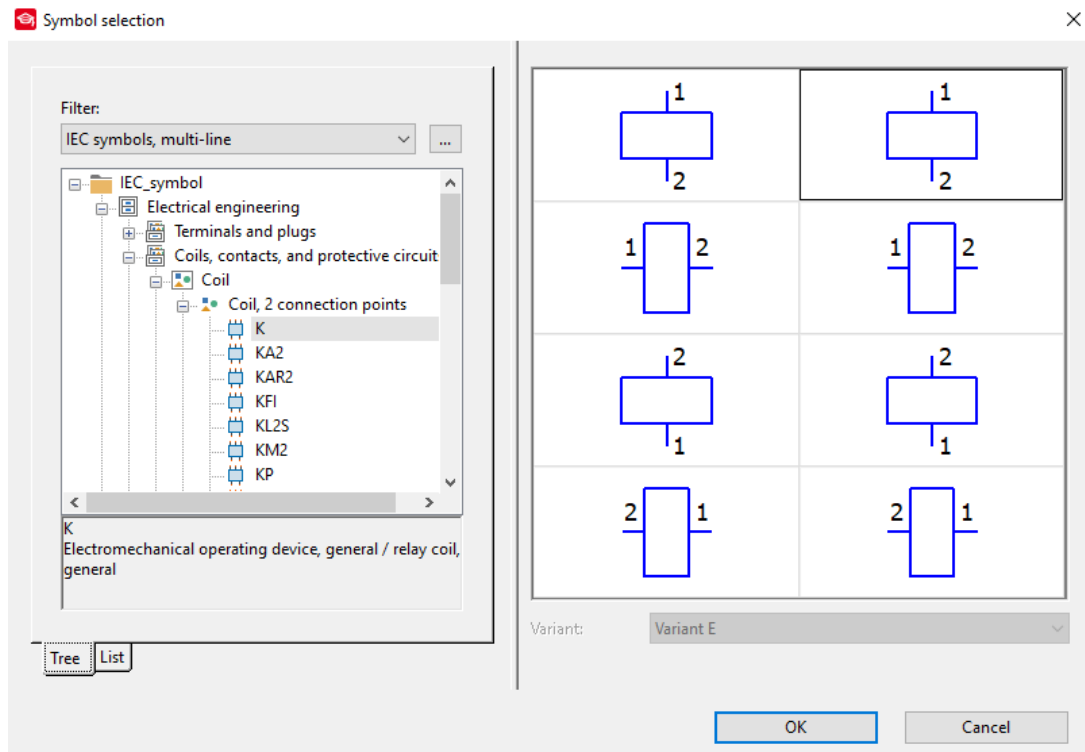 Symbol selection
Filter:
IEC symbols, multi-line
...
IEC_symbol
Electrical engineering
Terminals and plugs
Coils, contacts, and protective circuit
Coil
Coil, 2 connection points
K
KA2
KAR2
KFI
KL2S
KM2
KP
K
Electromechanical operating device, general / relay coil,
general
Tree List
1 1
2 2
1 2 1 2
2 2
1 1
2 1 2 1
Variant: Variant E
OK Cancel